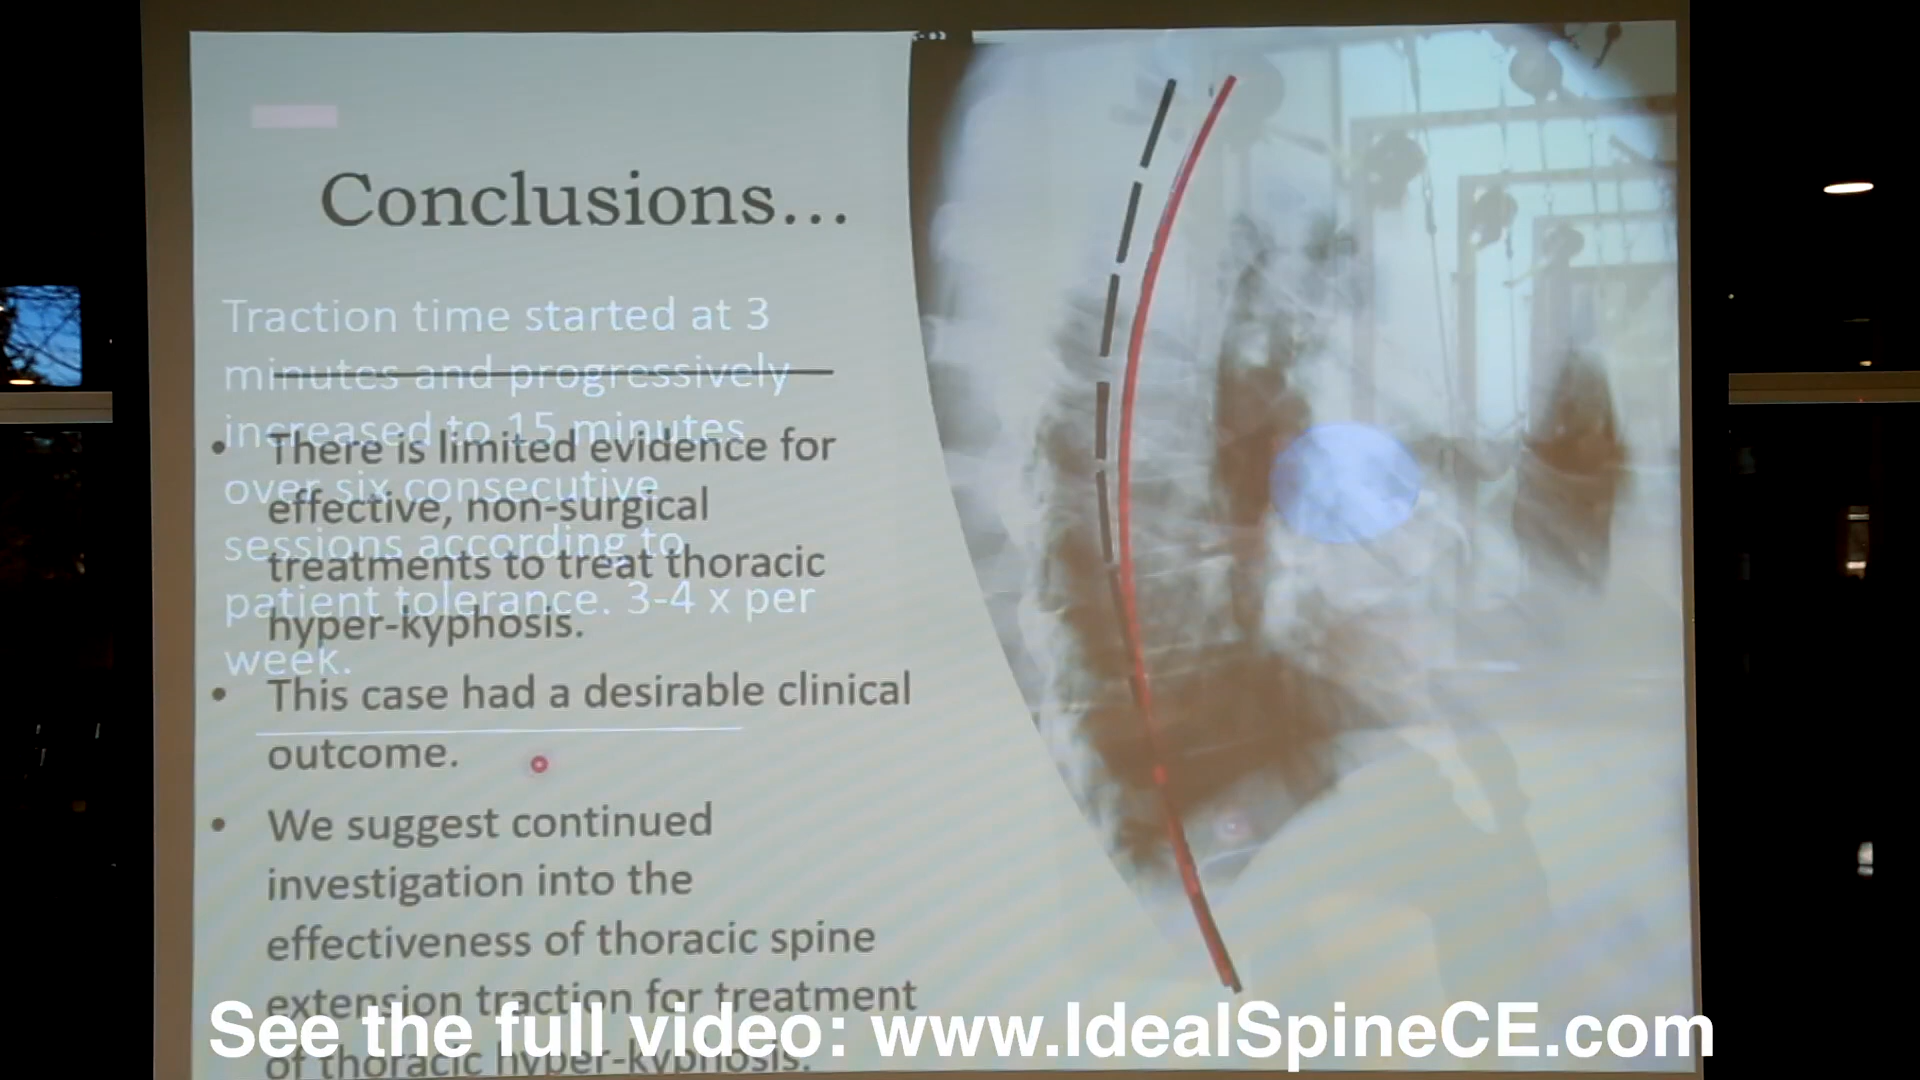 Conclusions...
Traction time started at 3
minutes and progressively
increased to 15 minutes
over six consecutive
sessions according to
patient tolerance. 3-4 x per
week.
• There is limited evidence for
effective, non-surgical
treatments to treat thoracic
hyper-kyphosis.
• This case had a desirable clinical
outcome.
• We suggest continued
investigation into the
effectiveness of thoracic spine
extension traction for treatment
of thoracic hyper-kyphosis.
See the full video: www.IdealSpineCE.com